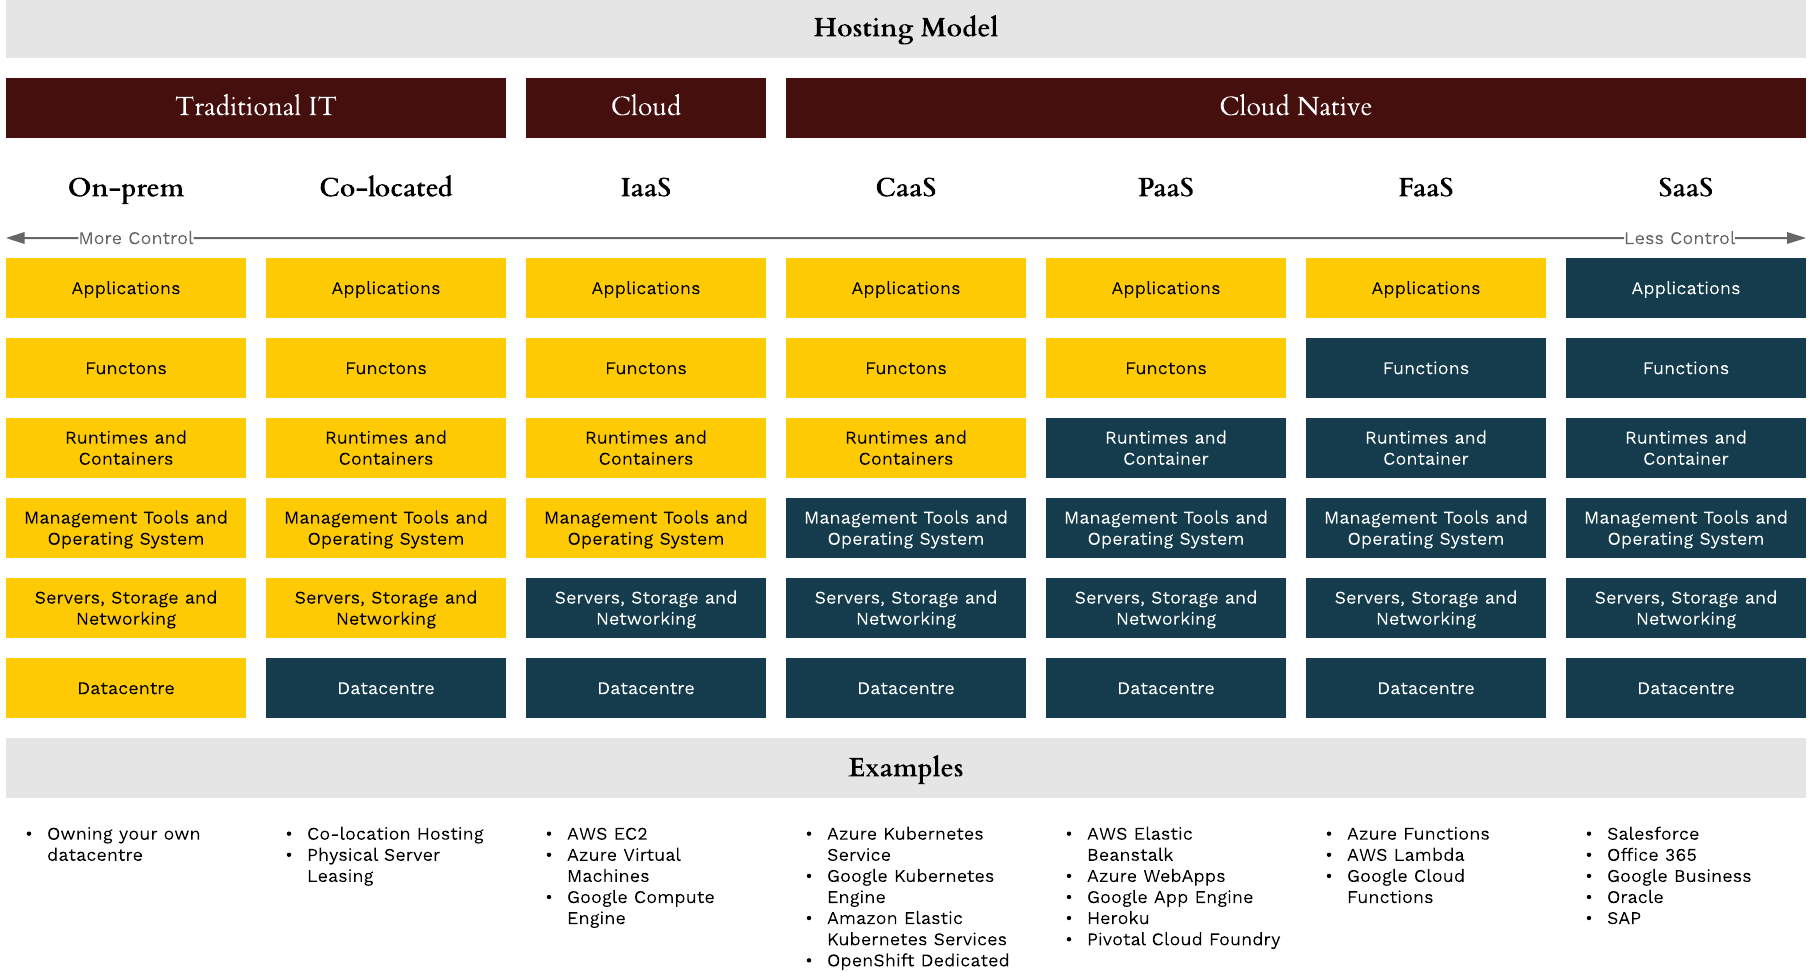 Hosting Model
Traditional IT
Cloud
Cloud Native
On-prem
Co-located
IaaS
CaaS
PaaS
FaaS
SaaS
More Control
Less Control
Applications
Applications
Applications
Applications
Applications
Applications
Applications
Functons
Functons
Functons
Functons
Functons
Functions
Functions
Runtimes and
Containers
Runtimes and
Containers
Runtimes and
Containers
Runtimes and
Containers
Runtimes and
Container
Runtimes and
Container
Runtimes and
Container
Management Tools and
Operating System
Management Tools and
Operating System
Management Tools and
Operating System
Management Tools and
Operating System
Management Tools and
Operating System
Management Tools and
Operating System
Management Tools and
Operating System
Servers, Storage and
Networking
Servers, Storage and
Networking
Servers, Storage and
Networking
Servers, Storage and
Networking
Servers, Storage and
Networking
Servers, Storage and
Networking
Servers, Storage and
Networking
Datacentre
Datacentre
Datacentre
Datacentre
Datacentre
Datacentre
Datacentre
Examples
• Owning your own
datacentre
• Co-location Hosting
• Physical Server
Leasing
• AWS EC2
• Azure Virtual
Machines
• Google Compute
Engine
• Azure Kubernetes
Service
• Google Kubernetes
Engine
• Amazon Elastic
Kubernetes Services
• OpenShift Dedicated
• AWS Elastic
Beanstalk
• Azure WebApps
• Google App Engine
• Heroku
• Pivotal Cloud Foundry
• Azure Functions
• AWS Lambda
• Google Cloud
Functions
• Salesforce
• Office 365
• Google Business
• Oracle
• SAP